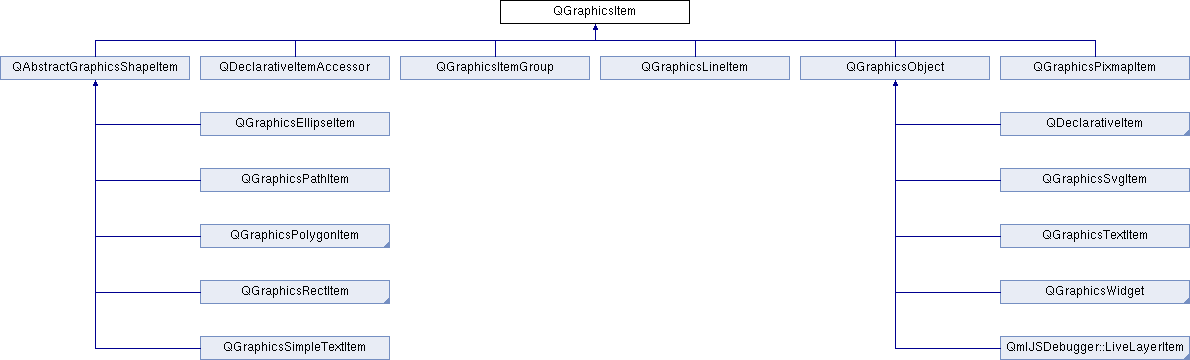 QGraphicsItem
QAbstractGraphicsShapeItem
QDeclarativeItemAccessor
QGraphicsItemGroup
QGraphicsLineItem
QGraphicsObject
QGraphicsPixmapItem
QGraphicsEllipseItem
QDeclarativeItem
QGraphicsPathItem
QGraphicsSvgItem
QGraphicsPolygonItem
QGraphicsTextItem
QGraphicsRectItem
QGraphicsWidget
QGraphicsSimpleTextItem
QmlJSDebugger::LiveLayerItem